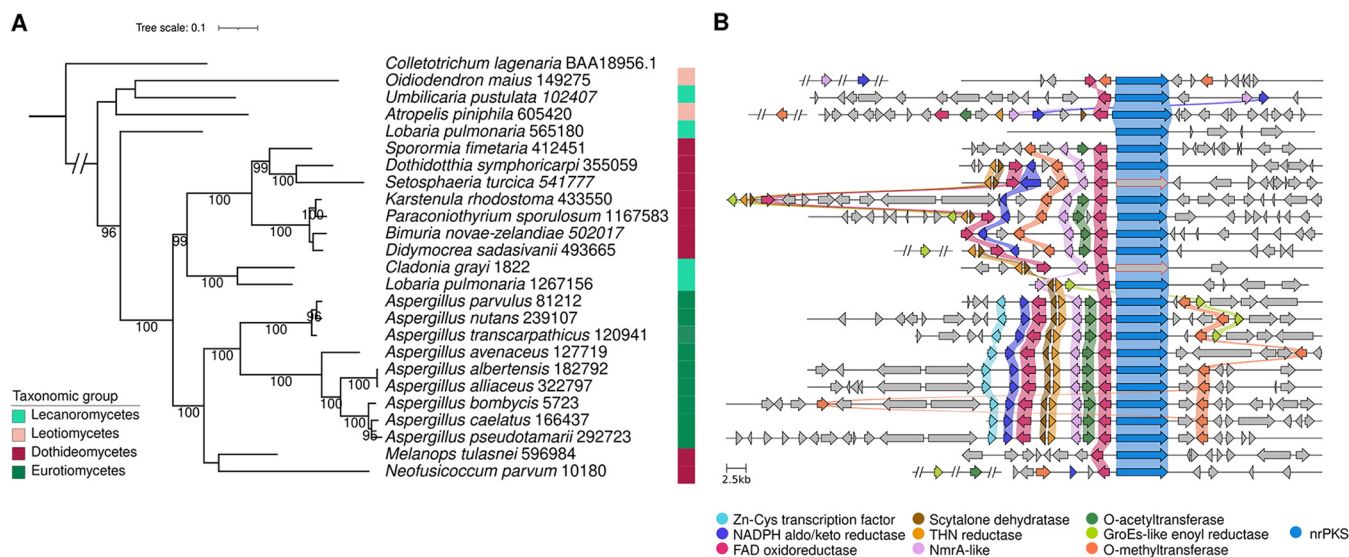 A
B
Tree scale: 0.1
Colletotrichum lagenaria BAA18956.1
Oidiodendron maius 149275
Umbilicaria pustulata 102407
Atropelis piniphila 605420
Lobaria pulmonaria 565180
Sporormia fimetaria 412451
99
Dothidotthia symphoricarpi 355059
100
Setosphaeria turcica 541777
100
Karstenula rhodostoma 433550
100
Paraconiothyrium sporulosum 1167583
96
100
Bimuria novae-zelandiae 502017
99
Didymocrea sadasivanii 493665
Cladonia grayi 1822
100
Lobaria pulmonaria 1267156
Aspergillus parvulus 81212
96
Aspergillus nutans 239107
100
100
Aspergillus transcarpathicus 120941
100
Aspergillus avenaceus 127719
Aspergillus albertensis 182792
100
100
Aspergillus alliaceus 322797
Taxonomic group
Aspergillus bombycis 5723
Lecanoromycetes
100
Aspergillus caelatus 166437
100
Leotiomycetes
95
Aspergillus pseudotamarii 292723
Dothideomycetes
Melanops tulasnei 596984
Eurotiomycetes
Neofusicoccum parvum 10180
2.5kb
Zn-Cys transcription factor
Scytalone dehydratase
O-acetyltransferase
NADPH aldo/keto reductase
THN reductase
GroEs-like enoyl reductase
nrPKS
FAD oxidoreductase
NmrA-like
O-methyltransferase